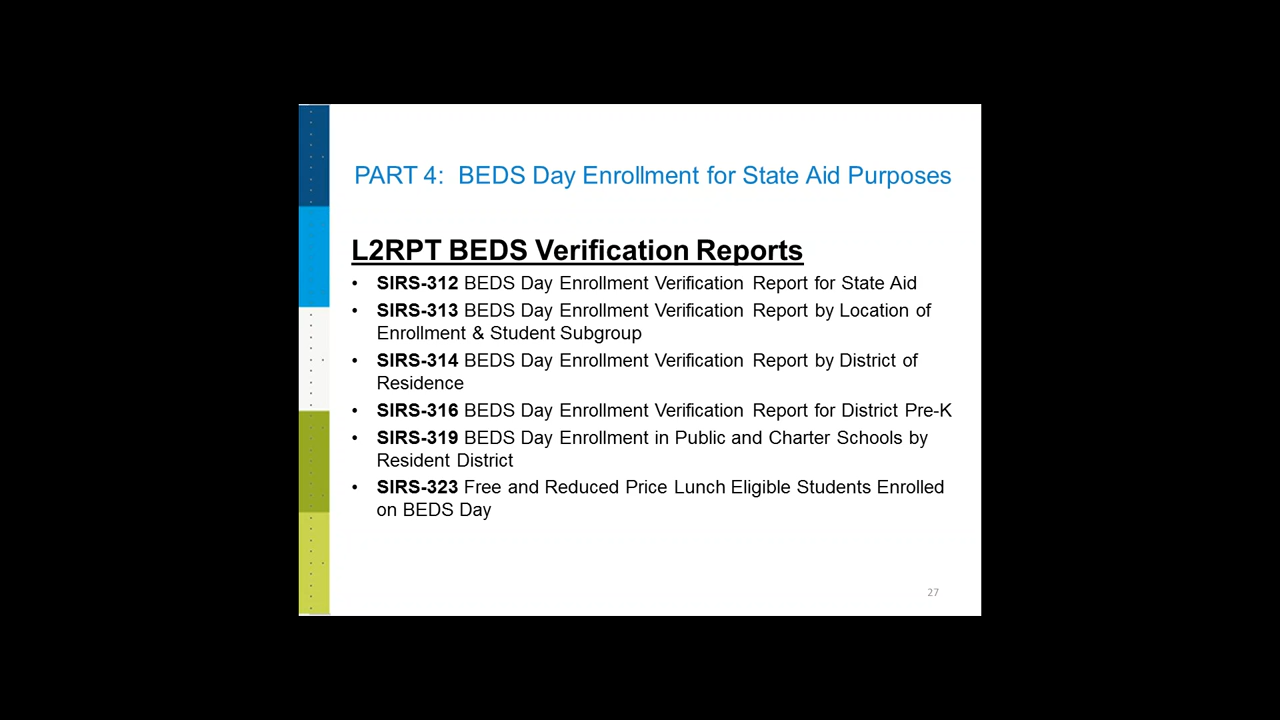 PART 4: BEDS Day Enrollment for State Aid Purposes
L2RPT BEDS Verification Reports
• SIRS-312 BEDS Day Enrollment Verification Report for State Aid
• SIRS-313 BEDS Day Enrollment Verification Report by Location of
Enrollment & Student Subgroup
• SIRS-314 BEDS Day Enrollment Verification Report by District of
Residence
• SIRS-316 BEDS Day Enrollment Verification Report for District Pre-K
• SIRS-319 BEDS Day Enrollment in Public and Charter Schools by
Resident District
• SIRS-323 Free and Reduced Price Lunch Eligible Students Enrolled
on BEDS Day
27